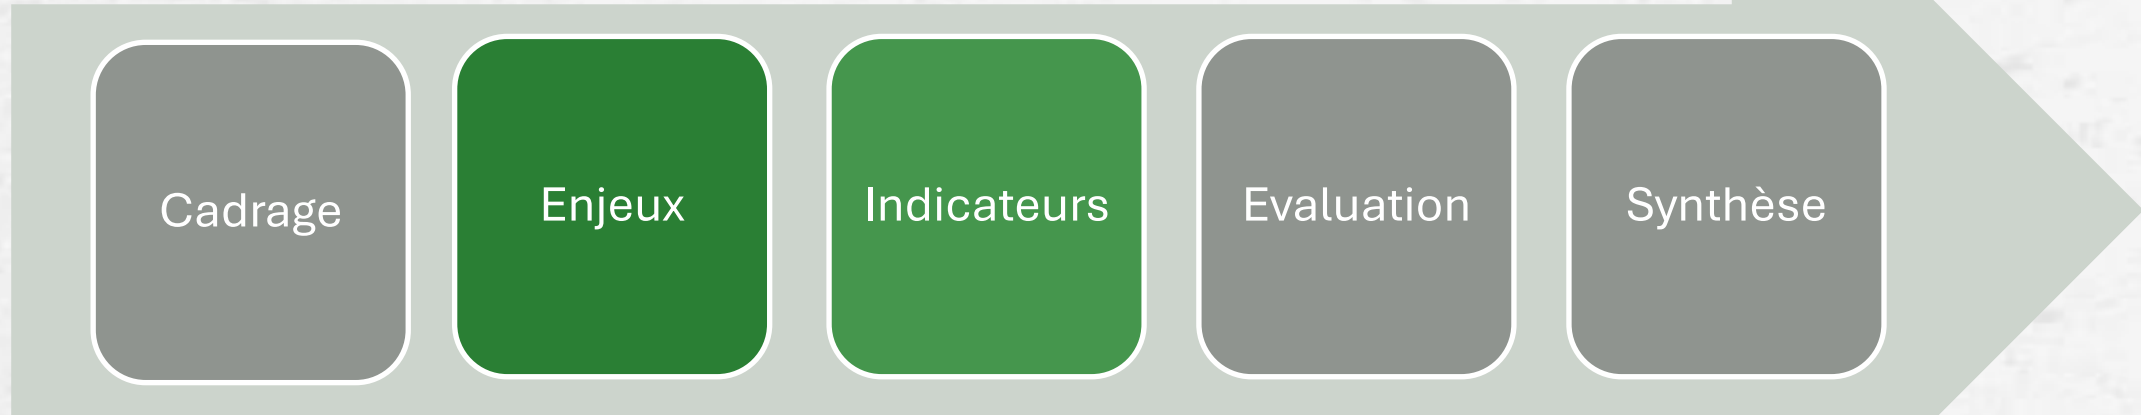 Cadrage
Enjeux
Indicateurs
Evaluation
Synthèse